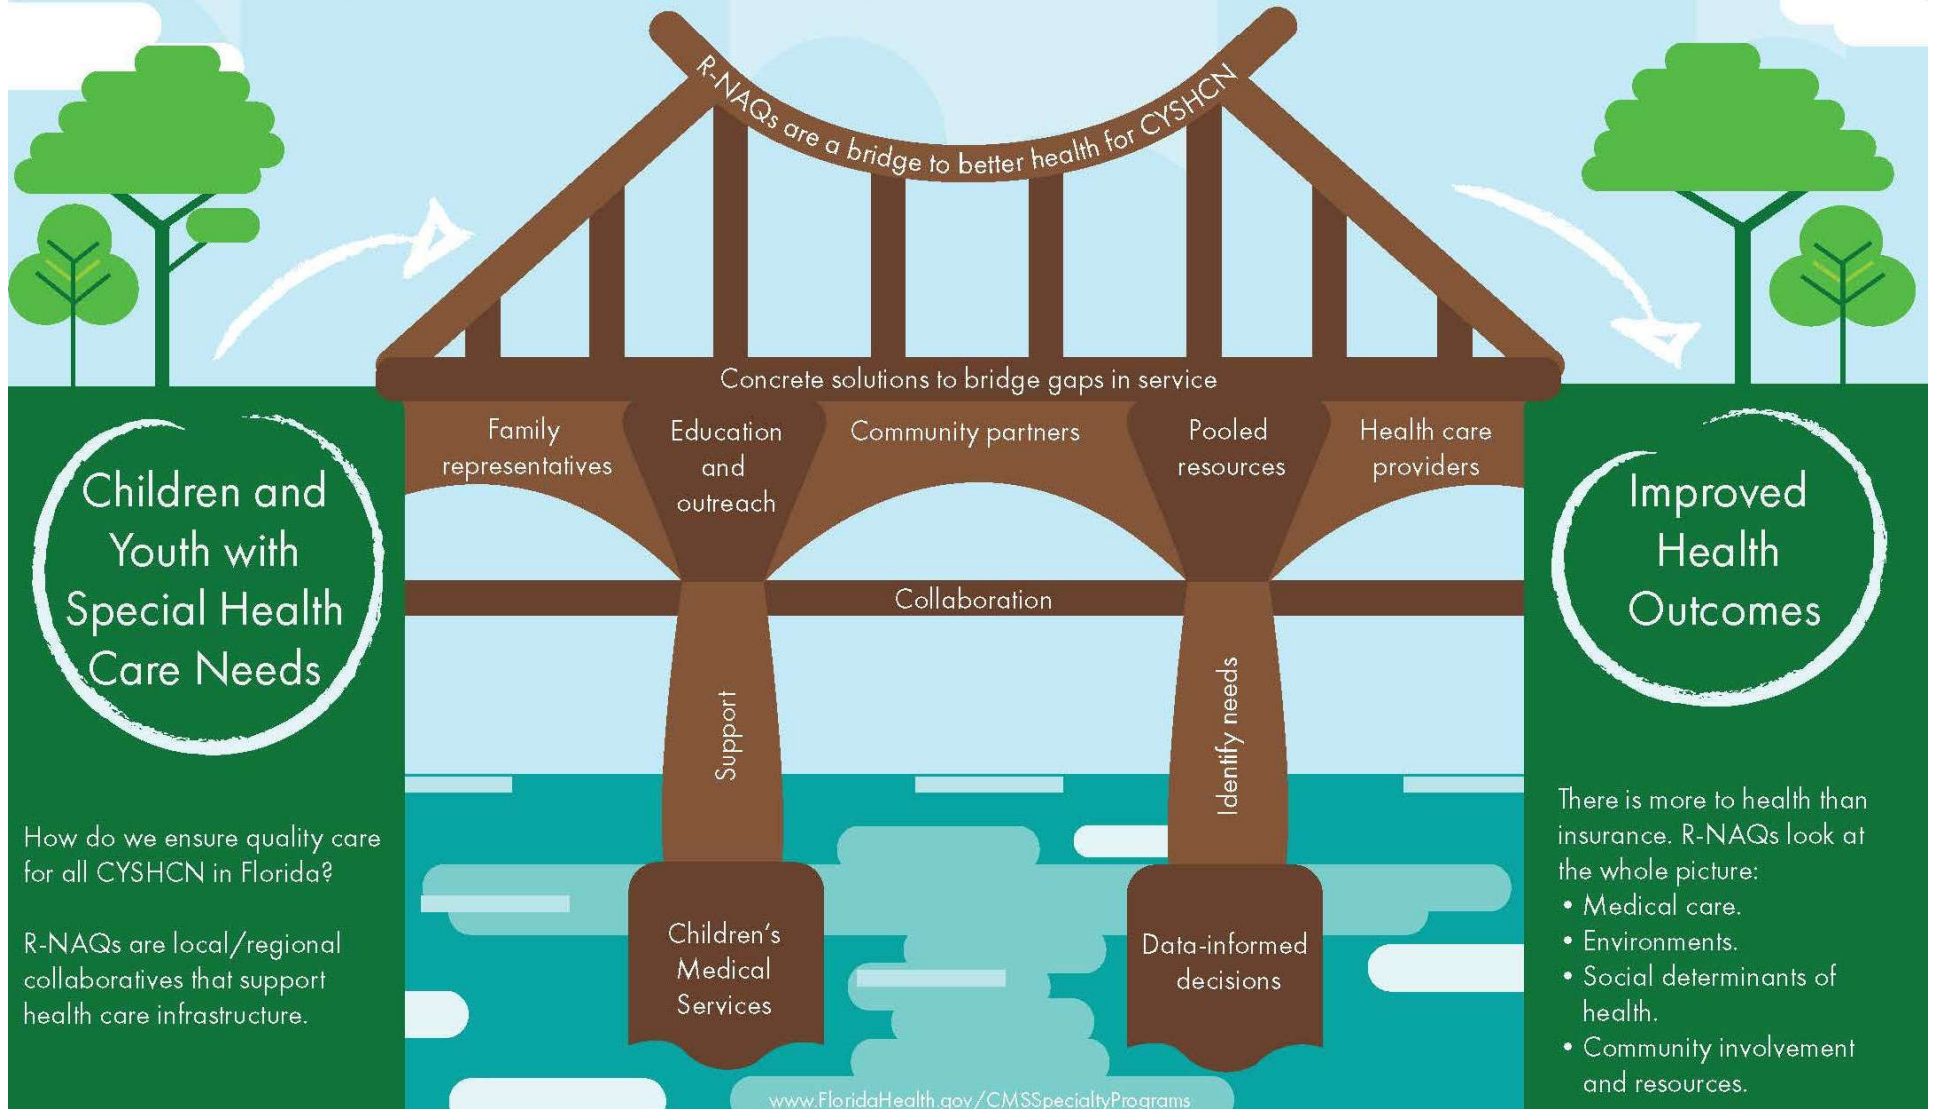 R-NAQs are a bridge to better health for CYSHCN
Concrete solutions to bridge gaps in service
Family
representatives
Education
and
outreach
Community partners
Pooled
resources
Health care
providers
Collaboration
Support
Identify needs
Children's
Medical
Services
Data-informed
decisions
Children and
Youth with
Special Health
Care Needs
How do we ensure quality care
for all CYSHCN in Florida?
R-NAQs are local/regional
collaboratives that support
health care infrastructure.
Improved
Health
Outcomes
There is more to health than
insurance. R-NAQs look at
the whole picture:
• Medical care.
• Environments.
• Social determinants of
health.
• Community involvement
and resources.
www.FloridaHealth.gov/CMSSpecialtyPrograms